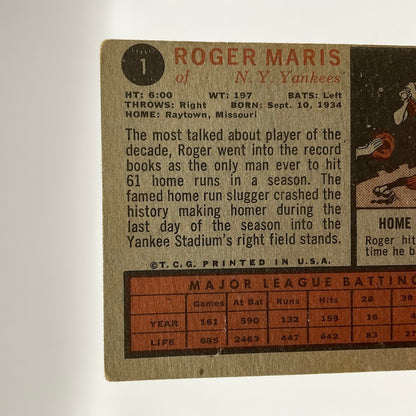 1
ROGER MARIS
of N. Y. Yankees
HT: 6:00 WT: 197 BATS: Left
THROWS: Right BORN: Sept. 10, 1934
HOME: Raytown, Missouri
The most talked about player of the
decade, Roger went into the record
books as the only man ever to hit
61 home runs in a season. The
famed home run slugger crashed the
history making homer during the
last day of the season into the
Yankee Stadium's right field stands.
©T.C.G. PRINTED IN U.S.A.
HOME
Roger hit
time he b
MAJOR LEAGUE BATTING
Games At Bat Runs Hits 2B 3
YEAR 161 590 132 159 16
LIFE 685 2463 447 642 83